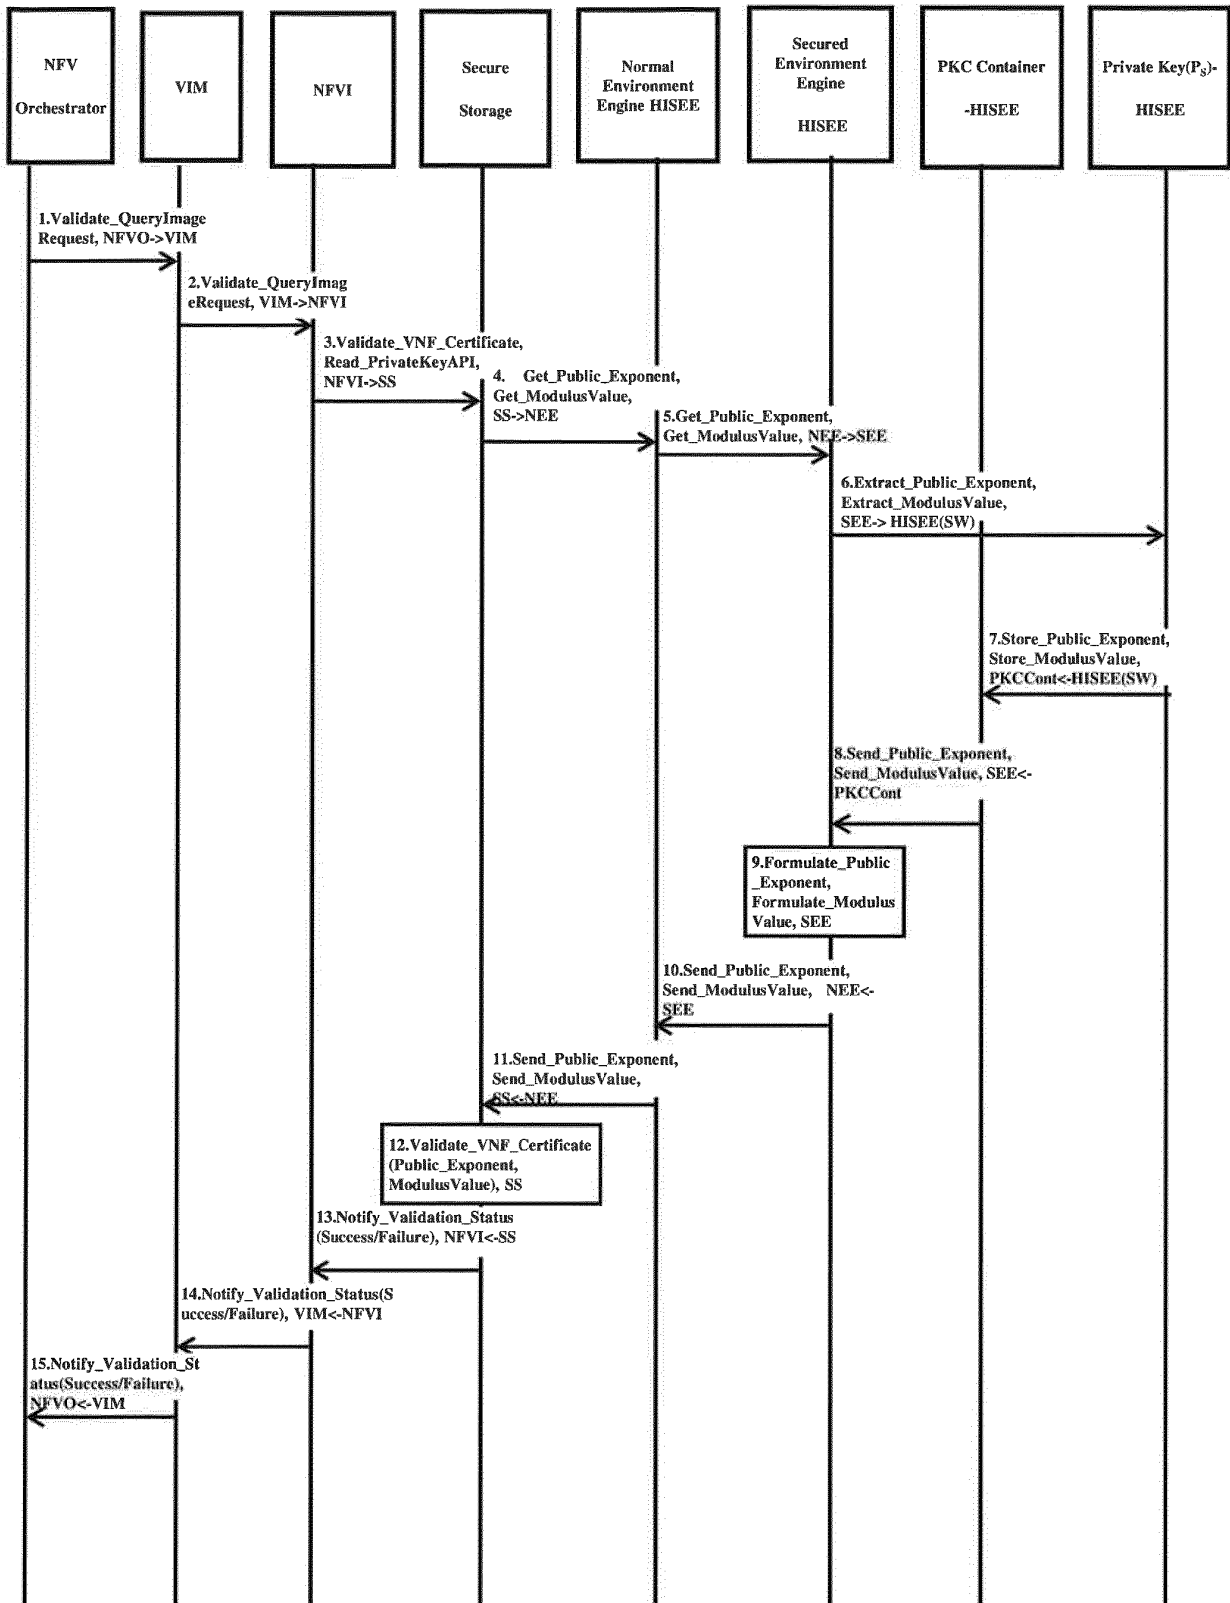 NFV
Orchestrator
VIM
NFVI
Secure
Storage
Normal
Environment
Engine HISEE
Secured
Environment
Engine
HISEE
PKC Container
-HISEE
Private Key(PS)-
HISEE
1.Validate_QueryImage
Request, NFVO->VIM
2.Validate_QueryImag
eRequest, VIM->NFVI
3.Validate_VNF_Certificate,
Read_PrivateKeyAPI,
NFVI->SS
4. Get_Public_Exponent,
Get_ModulusValue,
SS->NEE
5.Get_Public_Exponent,
Get_ModulusValue, NEE->SEE
6.Extract_Public_Exponent,
Extract_ModulusValue,
SEE-> HISEE(SW)
7.Store_Public_Exponent,
Store_ModulusValue,
PKCCont<-HISEE(SW)
8.Send_Public_Exponent,
Send_ModulusValue, SEE<-
PKCCont
9.Formulate_Public
_Exponent,
Formulate_Modulus
Value, SEE
10.Send_Public_Exponent,
Send_ModulusValue, NEE<-
SEE
11.Send_Public_Exponent,
Send_ModulusValue,
SS<-NEE
12.Validate_VNF_Certificate
(Public_Exponent,
ModulusValue), SS
13.Notify_Validation_Status
(Success/Failure), NFVI<-SS
14.Notify_Validation_Status(S
uccess/Failure), VIM<-NFVI
15.Notify_Validation_St
atus(Success/Failure),
NFVO<-VIM